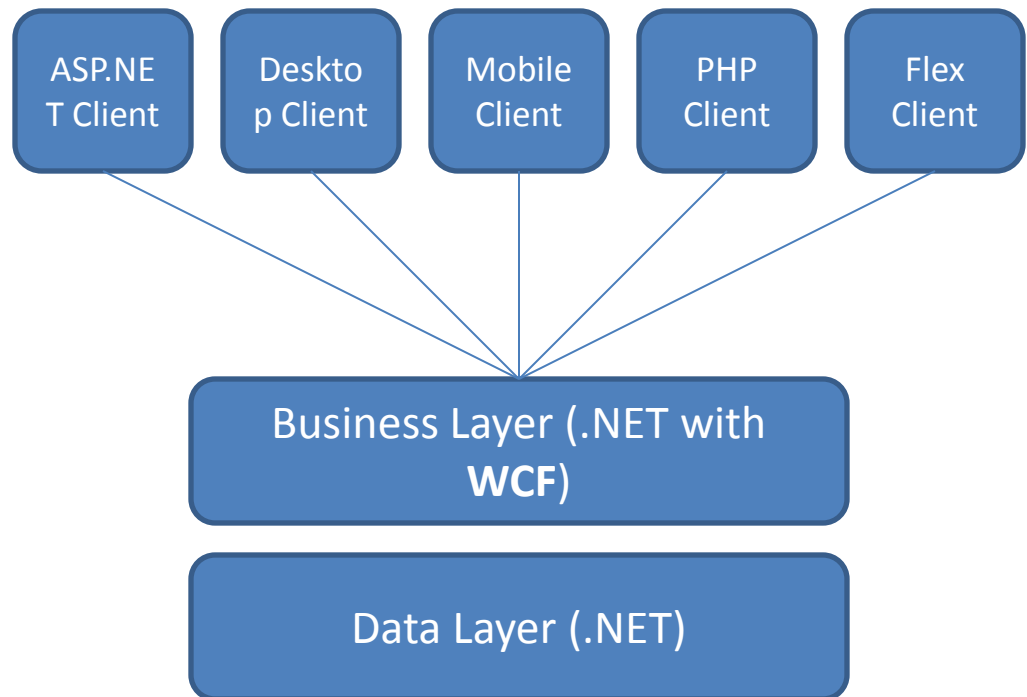 ASP.NE
T Client
Deskto
p Client
Mobile
Client
PHP
Client
Flex
Client
Business Layer (.NET with
WCF)
Data Layer (.NET)